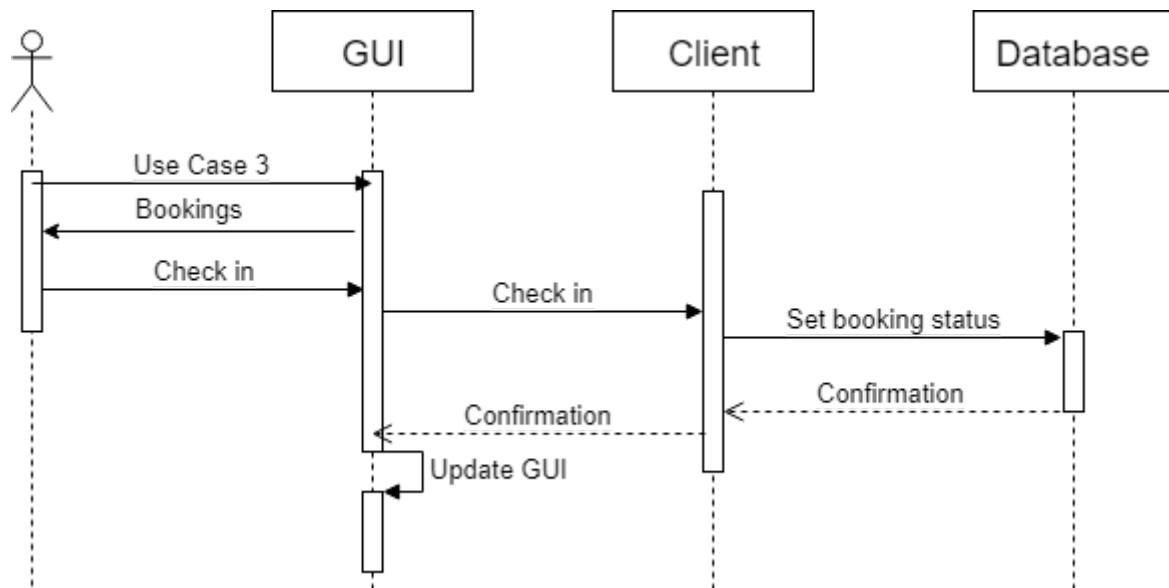 GUI
Client
Database
Use Case 3
Bookings
Check in
Check in
Set booking status
Confirmation
Confirmation
Update GUI